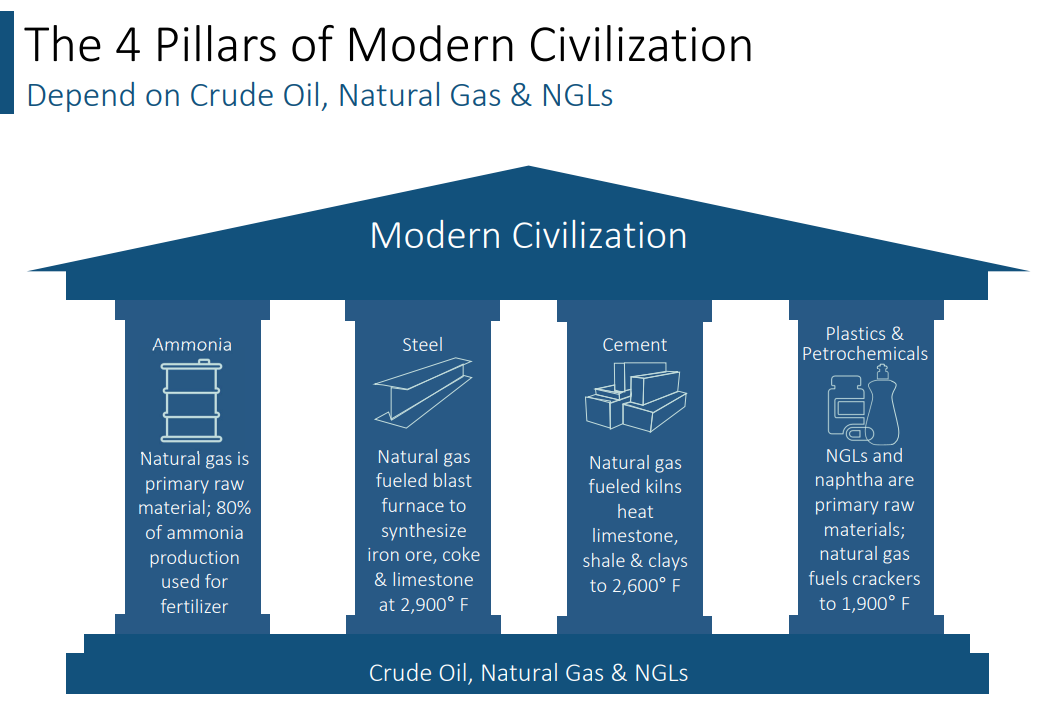 The 4 Pillars of Modern Civilization
Depend on Crude Oil, Natural Gas & NGLs
Modern Civilization
Ammonia
Natural gas is
primary raw
material; 80%
of ammonia
production
used for
fertilizer
Steel
Natural gas
fueled blast
furnace to
synthesize
iron ore, coke
& limestone
at 2,900° F
Cement
Natural gas
fueled kilns
heat
limestone,
shale & clays
to 2,600° F
Plastics &
Petrochemicals
NGLs and
naphtha are
primary raw
materials;
natural gas
fuels crackers
to 1,900° F
Crude Oil, Natural Gas & NGLs